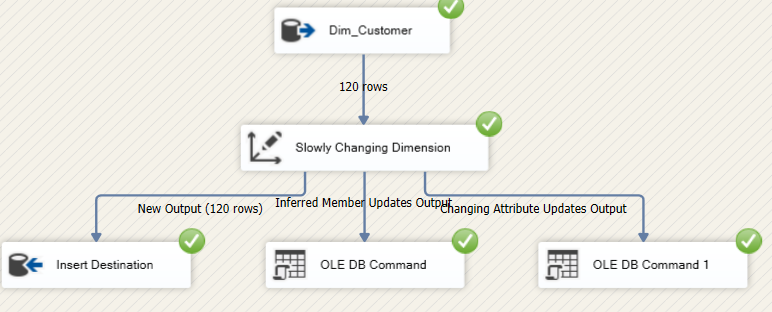 Dim_Customer
120 rows
Slowly Changing Dimension
New Output (120 rows)
Inferred Member Updates Output
Changing Attribute Updates Output
Insert Destination
OLE DB Command
OLE DB Command 1